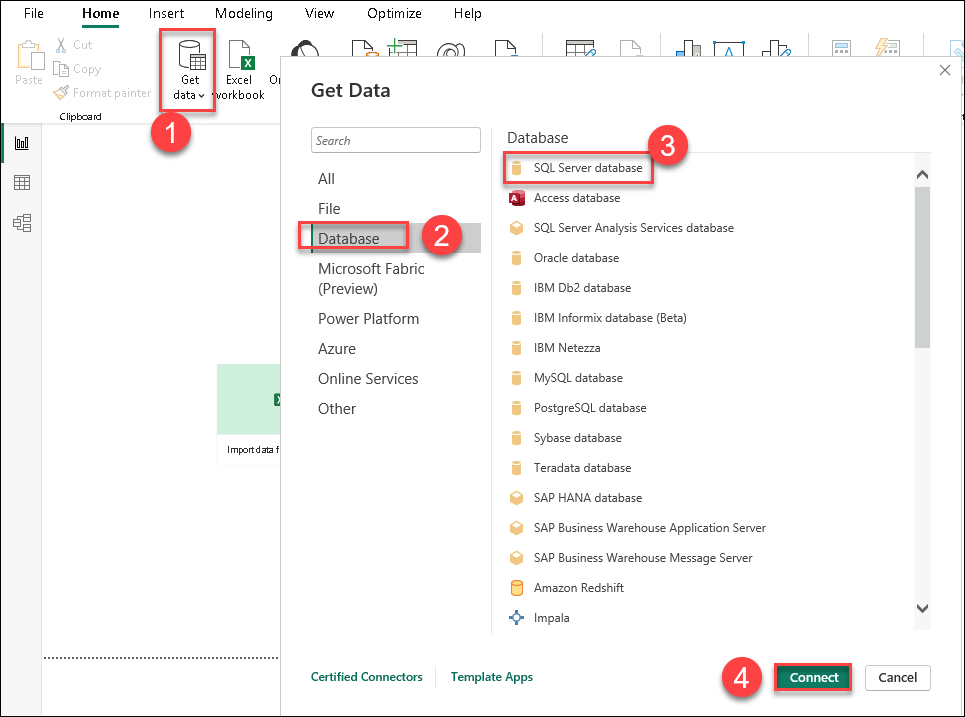 File Home Insert Modeling View Optimize Help
Paste
Cut
Copy
Format painter
Clipboard
Get
data
Excel
workbook
1
Get Data
Search
All
File
Database
2
Microsoft Fabric
(Preview)
Power Platform
Azure
Online Services
Other
Database
3
SQL Server database
Access database
SQL Server Analysis Services database
Oracle database
IBM Db2 database
IBM Informix database (Beta)
IBM Netezza
MySQL database
PostgreSQL database
Sybase database
Teradata database
SAP HANA database
SAP Business Warehouse Application Server
SAP Business Warehouse Message Server
Amazon Redshift
Impala
Import data f
Certified Connectors Template Apps
4
Connect Cancel